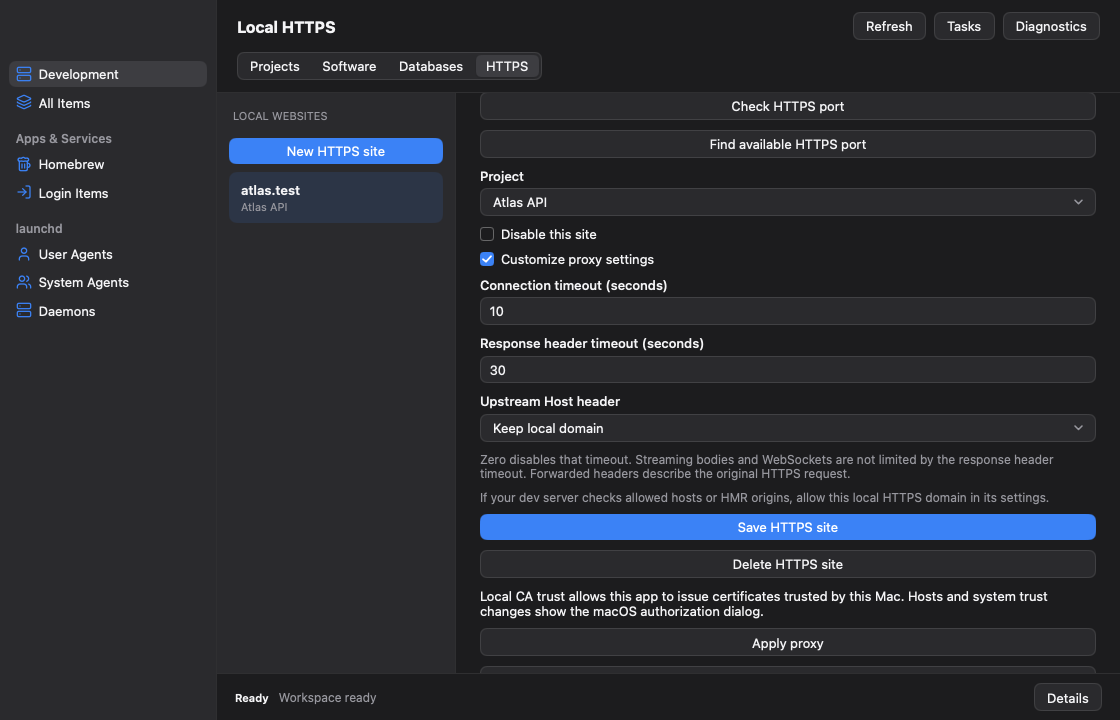 Local HTTPS
Refresh
Tasks
Diagnostics
Projects
Software
Databases
HTTPS
Development
All Items
Apps & Services
Homebrew
Login Items
launchd
User Agents
System Agents
Daemons
LOCAL WEBSITES
New HTTPS site
atlas.test
Atlas API
Check HTTPS port
Find available HTTPS port
Project
Atlas API
Disable this site
Customize proxy settings
Connection timeout (seconds)
10
Response header timeout (seconds)
30
Upstream Host header
Keep local domain
Zero disables that timeout. Streaming bodies and WebSockets are not limited by the response header
timeout. Forwarded headers describe the original HTTPS request.
If your dev server checks allowed hosts or HMR origins, allow this local HTTPS domain in its settings.
Save HTTPS site
Delete HTTPS site
Local CA trust allows this app to issue certificates trusted by this Mac. Hosts and system trust
changes show the macOS authorization dialog.
Apply proxy
Ready
Workspace ready
Details